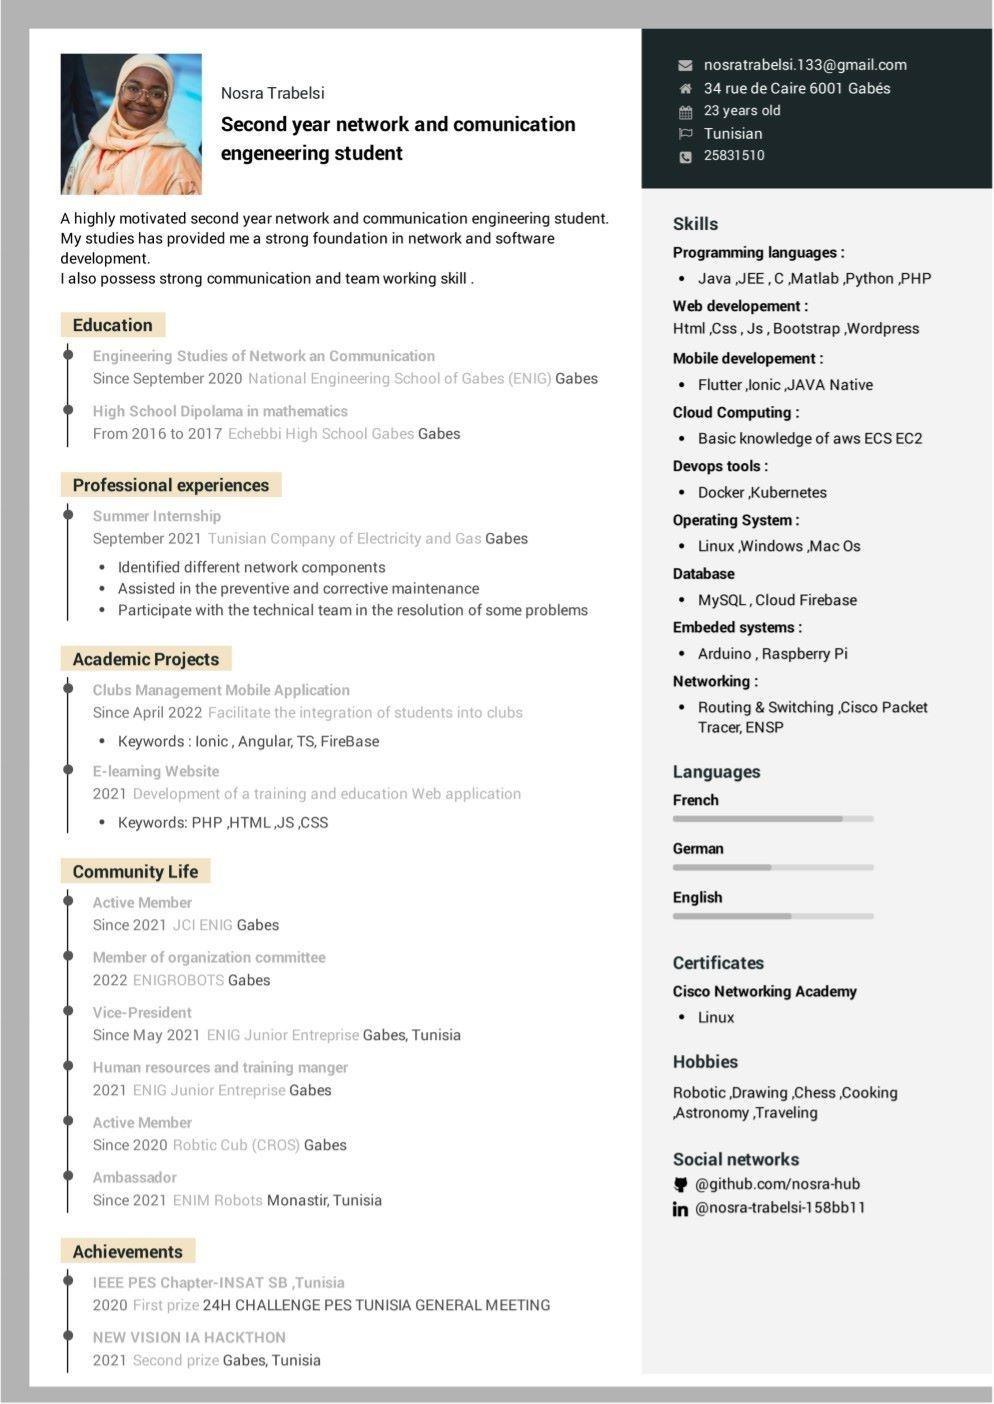 Nosra Trabelsi
Second year network and comunication
engeneering student
A highly motivated second year network and communication engineering student.
My studies has provided me a strong foundation in network and software
development.
I also possess strong communication and team working skill .
Education
Engineering Studies of Network an Communication
Since September 2020 National Engineering School of Gabes (ENIG) Gabes
High School Dipolama in mathematics
From 2016 to 2017 Echebbi High School Gabes Gabes
Professional experiences
Summer Internship
September 2021 Tunisian Company of Electricity and Gas Gabes
• Identified different network components
• Assisted in the preventive and corrective maintenance
• Participate with the technical team in the resolution of some problems
Academic Projects
Clubs Management Mobile Application
Since April 2022 Facilitate the integration of students into clubs
• Keywords : Ionic , Angular, TS, FireBase
E-learning Website
2021 Development of a training and education Web application
• Keywords: PHP ,HTML ,JS ,CSS
Community Life
Active Member
Since 2021 JCI ENIG Gabes
Member of organization committee
2022 ENIGROBOTS Gabes
Vice-President
Since May 2021 ENIG Junior Entreprise Gabes, Tunisia
Human resources and training manger
2021 ENIG Junior Entreprise Gabes
Active Member
Since 2020 Robtic Cub (CROS) Gabes
Ambassador
Since 2021 ENIM Robots Monastir, Tunisia
Achievements
IEEE PES Chapter-INSAT SB ,Tunisia
2020 First prize 24H CHALLENGE PES TUNISIA GENERAL MEETING
NEW VISION IA HACKTHON
2021 Second prize Gabes, Tunisia
nosratrabelsi.133@gmail.com
34 rue de Caire 6001 Gabés
23 years old
Tunisian
25831510
Skills
Programming languages :
• Java ,JEE , C ,Matlab ,Python ,PHP
Web developement :
Html ,Css , Js , Bootstrap ,Wordpress
Mobile developement :
• Flutter ,Ionic ,JAVA Native
Cloud Computing :
• Basic knowledge of aws ECS EC2
Devops tools :
• Docker ,Kubernetes
Operating System :
• Linux ,Windows ,Mac Os
Database
• MySQL , Cloud Firebase
Embeded systems :
• Arduino , Raspberry Pi
Networking :
• Routing & Switching ,Cisco Packet
Tracer, ENSP
Languages
French
German
English
Certificates
Cisco Networking Academy
• Linux
Hobbies
Robotic ,Drawing ,Chess ,Cooking
,Astronomy ,Traveling
Social networks
@github.com/nosra-hub
@nosra-trabelsi-158bb11